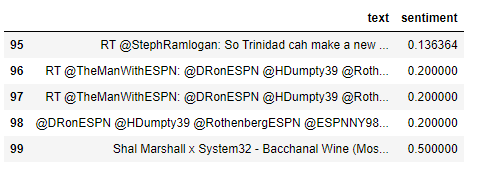 text sentiment
95 RT @StephRamlogan: So Trinidad cah make a new ... 0.136364
96 RT @TheManWithESPN: @DRonESPN @HDumpty39 @Roth... 0.200000
97 RT @TheManWithESPN: @DRonESPN @HDumpty39 @Roth... 0.200000
98 @DRonESPN @HDumpty39 @RothenbergESPN @ESPNNY98... 0.200000
99 Shal Marshall x System32 - Bacchanal Wine (Mos... 0.500000